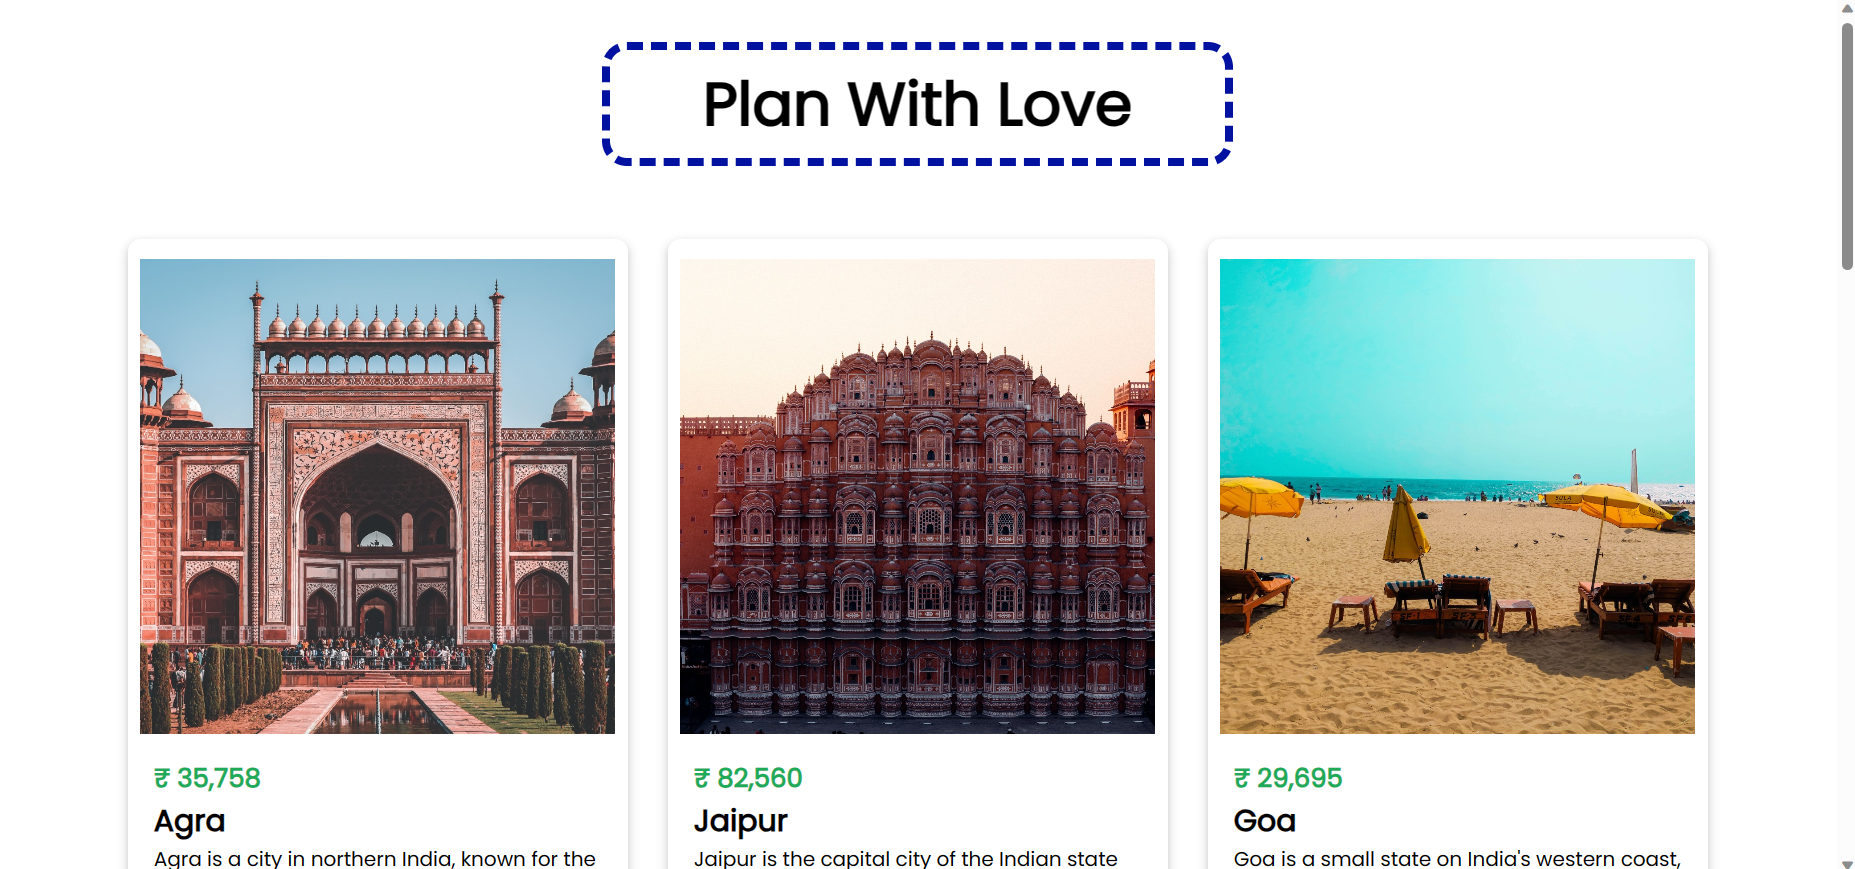 Plan With Love
₹ 35,758
Agra
Agra is a city in northern India, known for the
₹ 82,560
Jaipur
Jaipur is the capital city of the Indian state
SULA
₹ 29,695
Goa
Goa is a small state on India's western coast,